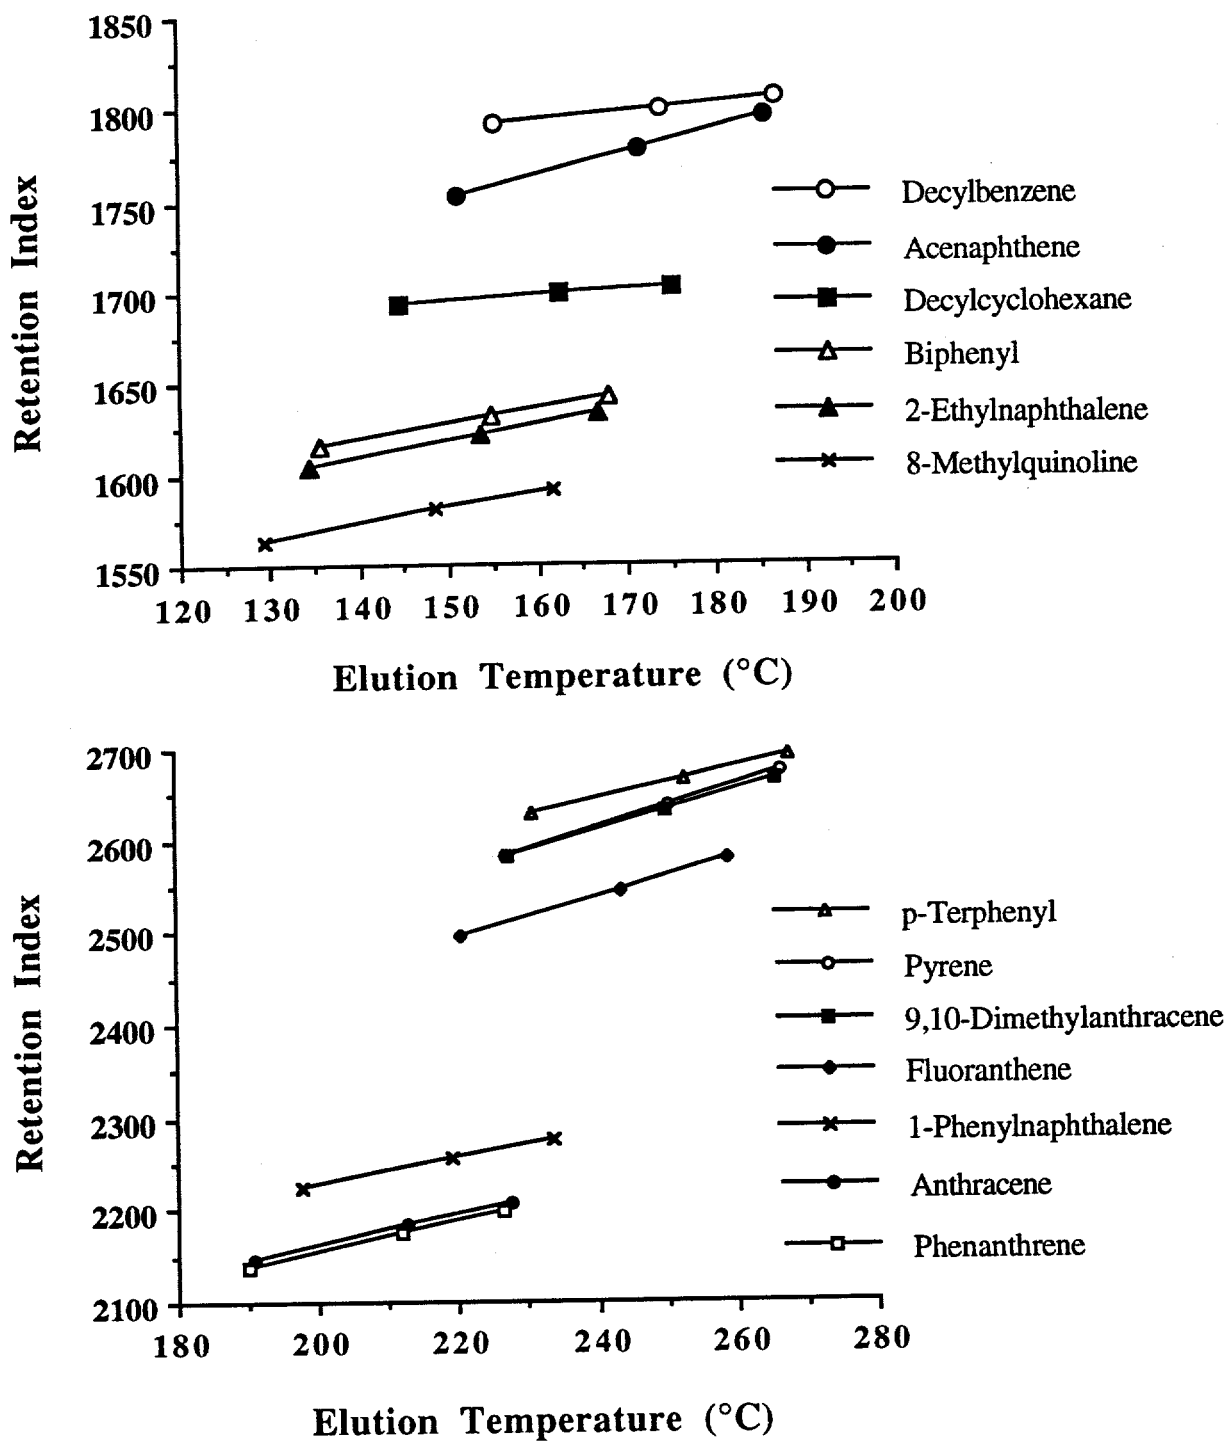 1850
1800
1750
1700
1650
1600
1550
Retention Index
120 130 140 150 160 170 180 190 200
Elution Temperature (°C)
Decylbenzene
Acenaphthene
Decylcyclohexane
Biphenyl
2-Ethylnaphthalene
8-Methylquinoline
2700
2600
2500
2400
2300
2200
2100
Retention Index
180 200 220 240 260 280
Elution Temperature (°C)
p-Terphenyl
Pyrene
9,10-Dimethylanthracene
Fluoranthene
1-Phenylnaphthalene
Anthracene
Phenanthrene